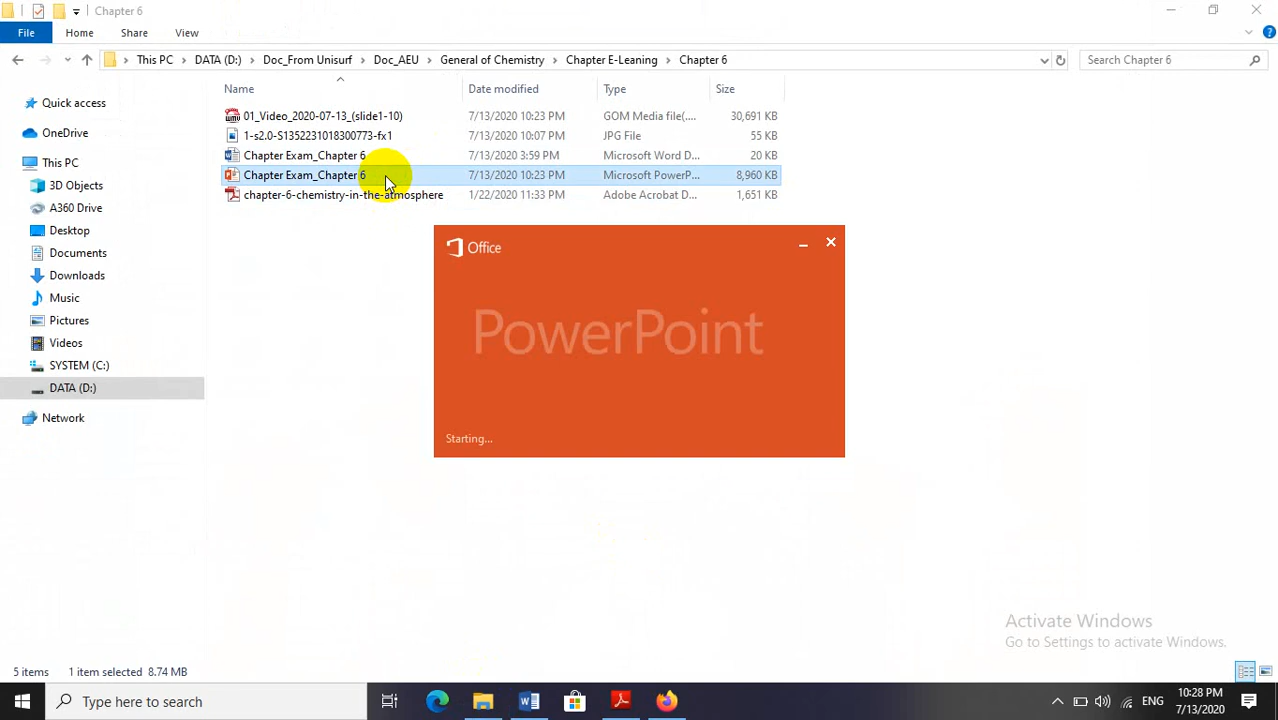 Chapter 6
File Home Share View
This PC DATA (D:) Doc_From Unisurf Doc_AEU General of Chemistry Chapter E-Leaning Chapter 6 Search Chapter 6
Name Date modified Type Size
01_Video_2020-07-13_(slide1-10) 7/13/2020 10:23 PM GOM Media file(.... 30,691 KB
1-s2.0-S1352231018300773-fx1 7/13/2020 10:07 PM JPG File 55 KB
Chapter Exam_Chapter 6 7/13/2020 3:59 PM Microsoft Word D... 20 KB
Chapter Exam_Chapter 6 7/13/2020 10:23 PM Microsoft PowerP... 8,960 KB
chapter-6-chemistry-in-the-atmosphere 1/22/2020 11:33 PM Adobe Acrobat D... 1,651 KB
Quick access
OneDrive
This PC
3D Objects
A360 Drive
Desktop
Documents
Downloads
Music
Pictures
Videos
SYSTEM (C:)
DATA (D:)
Network
Office
PowerPoint
Starting...
Activate Windows
Go to Settings to activate Windows.
5 items 1 item selected 8.74 MB
Type here to search
ENG
10:28 PM
7/13/2020